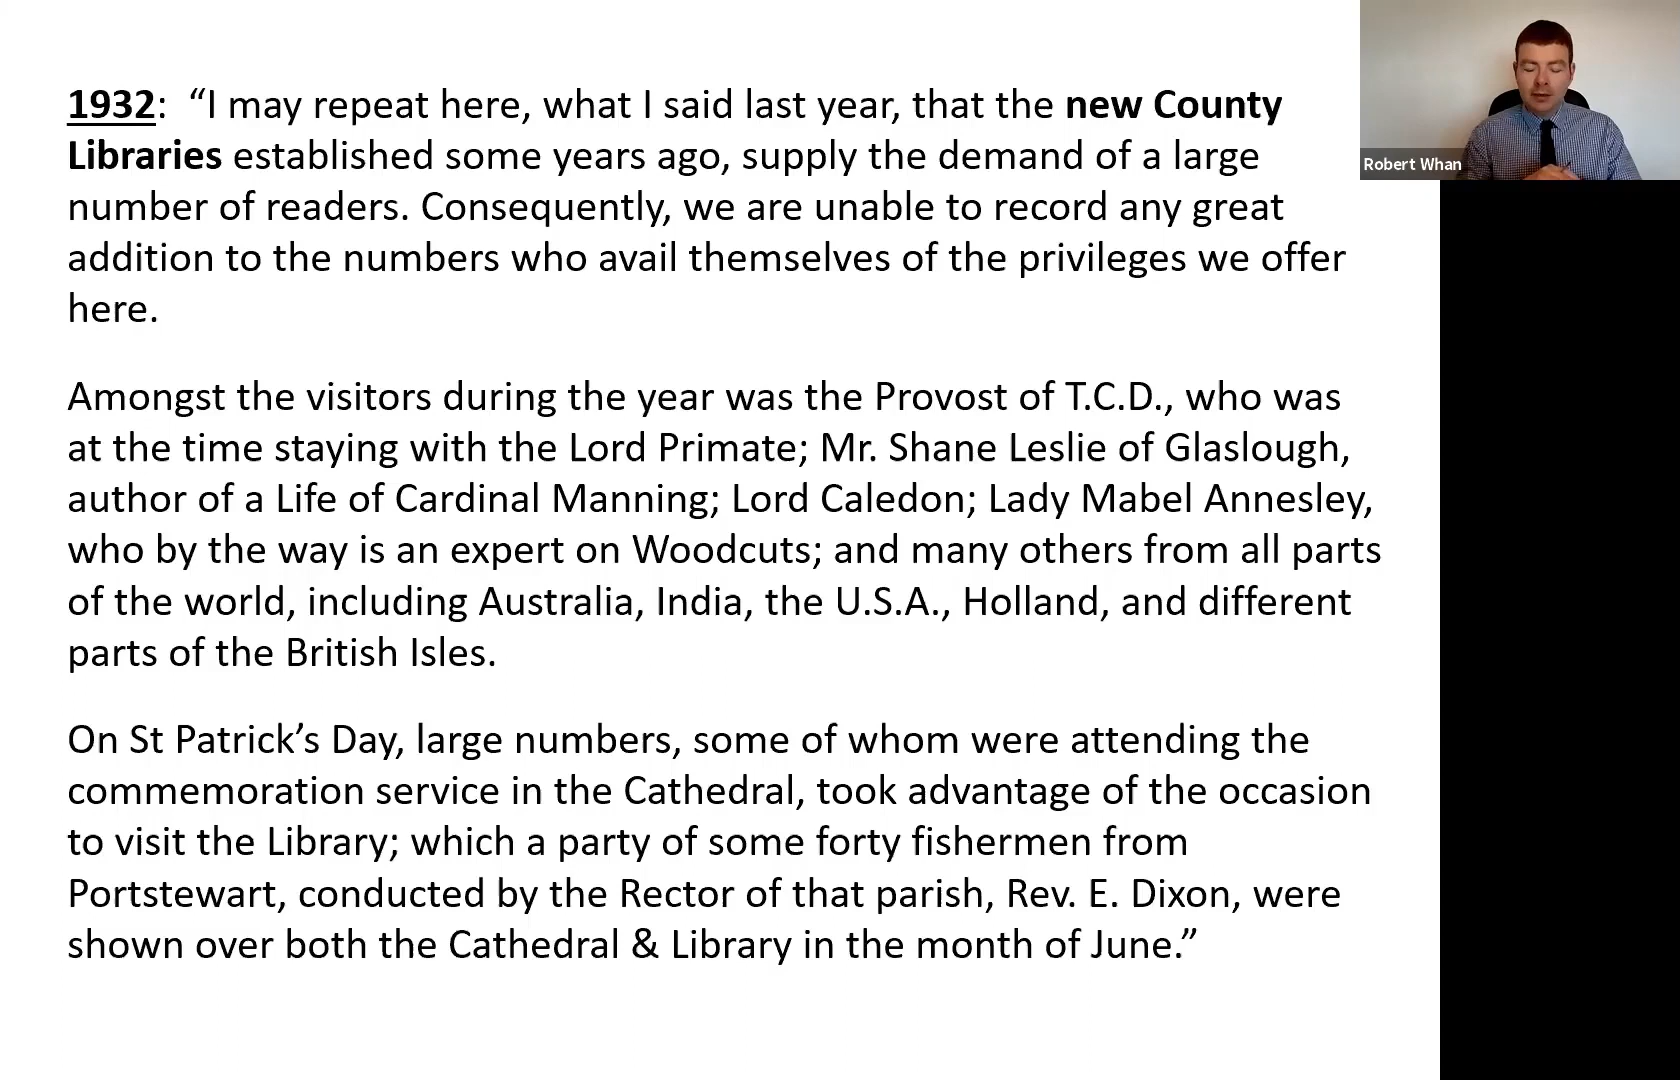 1932: “I may repeat here, what I said last year, that the new County
Libraries established some years ago, supply the demand of a large
number of readers. Consequently, we are unable to record any great
addition to the numbers who avail themselves of the privileges we offer
here.
Amongst the visitors during the year was the Provost of T.C.D., who was
at the time staying with the Lord Primate; Mr. Shane Leslie of Glaslough,
author of a Life of Cardinal Manning; Lord Caledon; Lady Mabel Annesley,
who by the way is an expert on Woodcuts; and many others from all parts
of the world, including Australia, India, the U.S.A., Holland, and different
parts of the British Isles.
On St Patrick’s Day, large numbers, some of whom were attending the
commemoration service in the Cathedral, took advantage of the occasion
to visit the Library; which a party of some forty fishermen from
Portstewart, conducted by the Rector of that parish, Rev. E. Dixon, were
shown over both the Cathedral & Library in the month of June.”
Robert Whan